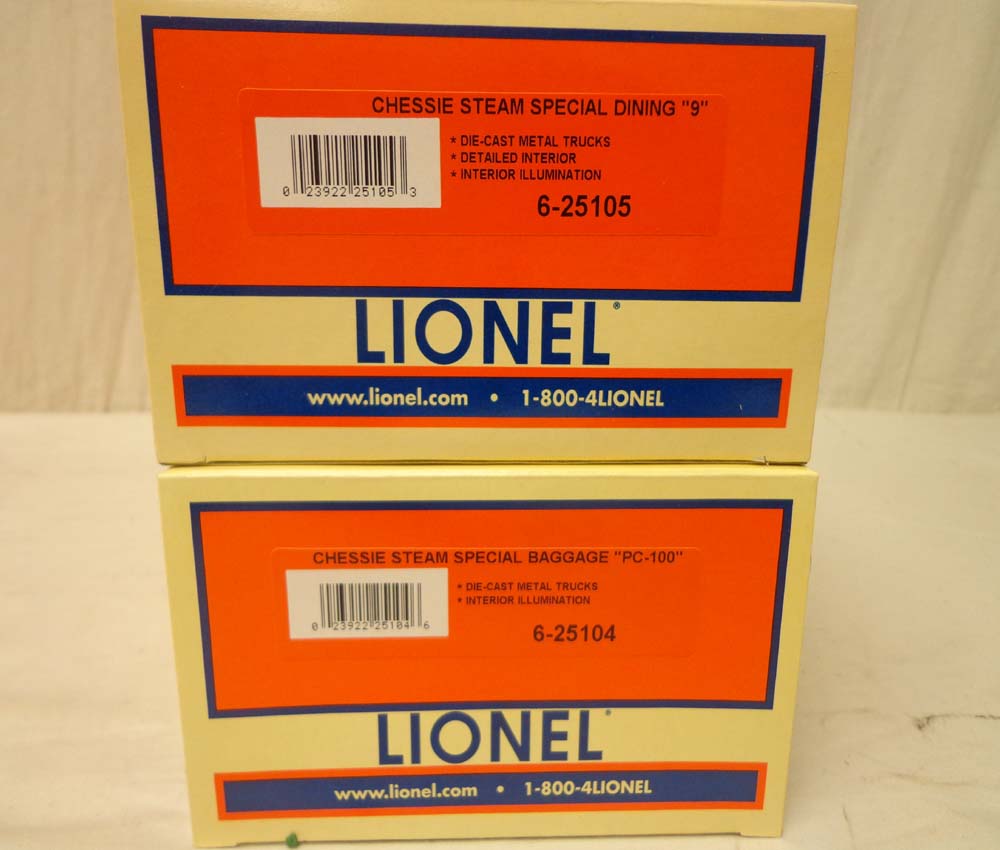 CHESSIE STEAM SPECIAL DINING "9"
* DIE-CAST METAL TRUCKS
* DETAILED INTERIOR
* INTERIOR ILLUMINATION
0 23922 25105 3
6-25105
LIONEL®
www.lionel.com • 1-800-4LIONEL
CHESSIE STEAM SPECIAL BAGGAGE "PC-100"
* DIE-CAST METAL TRUCKS
* INTERIOR ILLUMINATION
0 23922 25104 6
6-25104
LIONEL®
www.lionel.com • 1-800-4LIONEL